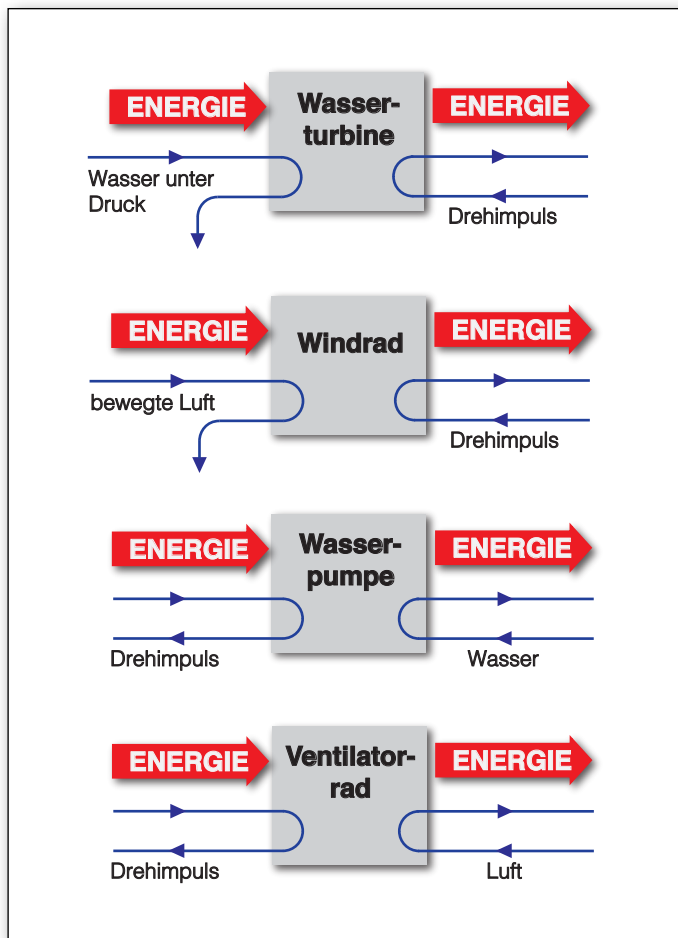 ENERGIE
Wasser-
turbine
ENERGIE
Wasser unter
Druck
Drehimpuls
ENERGIE
Windrad
ENERGIE
bewegte Luft
Drehimpuls
ENERGIE
Wasser-
pumpe
ENERGIE
Drehimpuls
Wasser
ENERGIE
Ventilator-
rad
ENERGIE
Drehimpuls
Luft